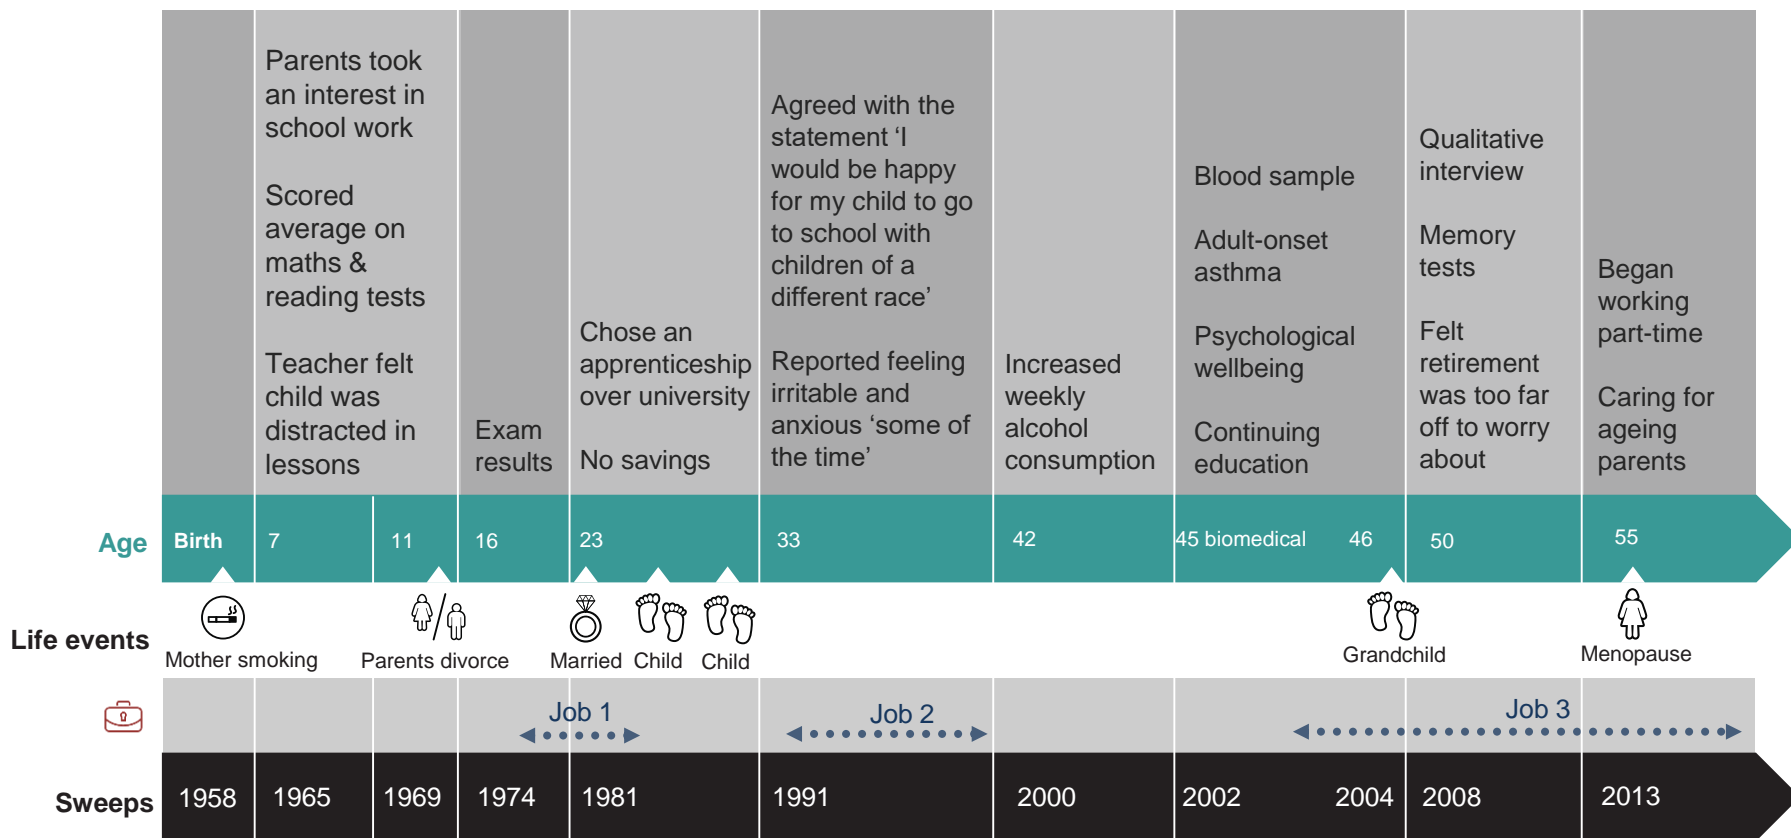 Parents took
an interest in
school work
Scored
average on
maths &
reading tests
Teacher felt
child was
distracted in
lessons
Exam
results
Chose an
apprenticeship
over university
No savings
Agreed with the
statement ‘I
would be happy
for my child to go
to school with
children of a
different race’
Reported feeling
irritable and
anxious ‘some of
the time’
Increased
weekly
alcohol
consumption
Blood sample
Adult-onset
asthma
Psychological
wellbeing
Continuing
education
Qualitative
interview
Memory
tests
Felt
retirement
was too far
off to worry
about
Began
working
part-time
Caring for
ageing
parents
Age Birth 7 11 16 23 33 42 45 biomedical 46 50 55
Life events
Mother smoking Parents divorce Married Child Child Grandchild Menopause
Job 1 Job 2 Job 3
Sweeps 1958 1965 1969 1974 1981 1991 2000 2002 2004 2008 2013